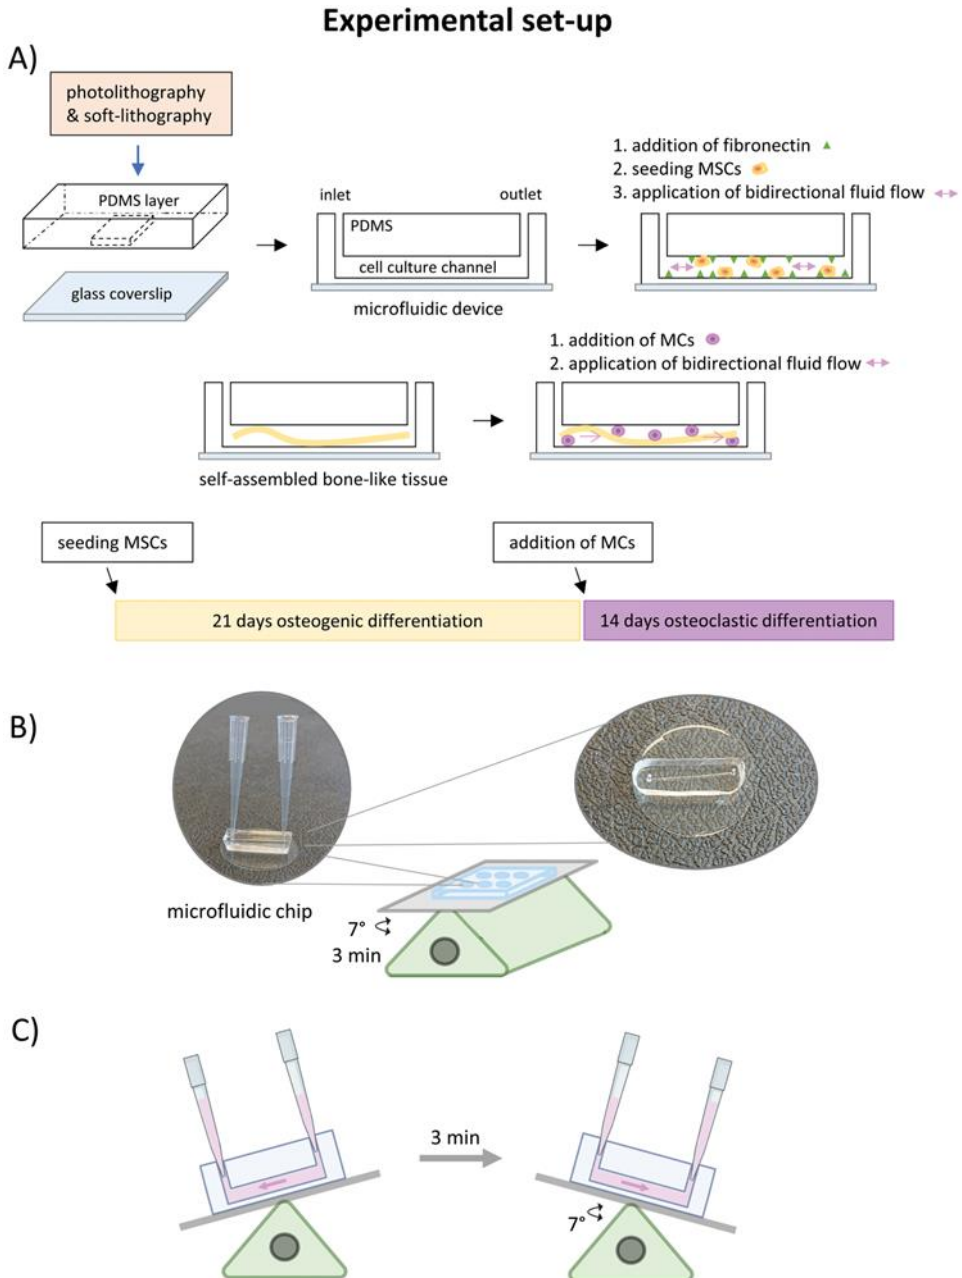 Experimental set-up
A)
photolithography
& soft-lithography
PDMS layer
glass coverslip
inlet
outlet
PDMS
cell culture channel
microfluidic device
1. addition of fibronectin
2. seeding MSCs
3. application of bidirectional fluid flow
self-assembled bone-like tissue
1. addition of MCs
2. application of bidirectional fluid flow
seeding MSCs
addition of MCs
21 days osteogenic differentiation
14 days osteoclastic differentiation
B)
microfluidic chip
7°
3 min
C)
3 min
7°